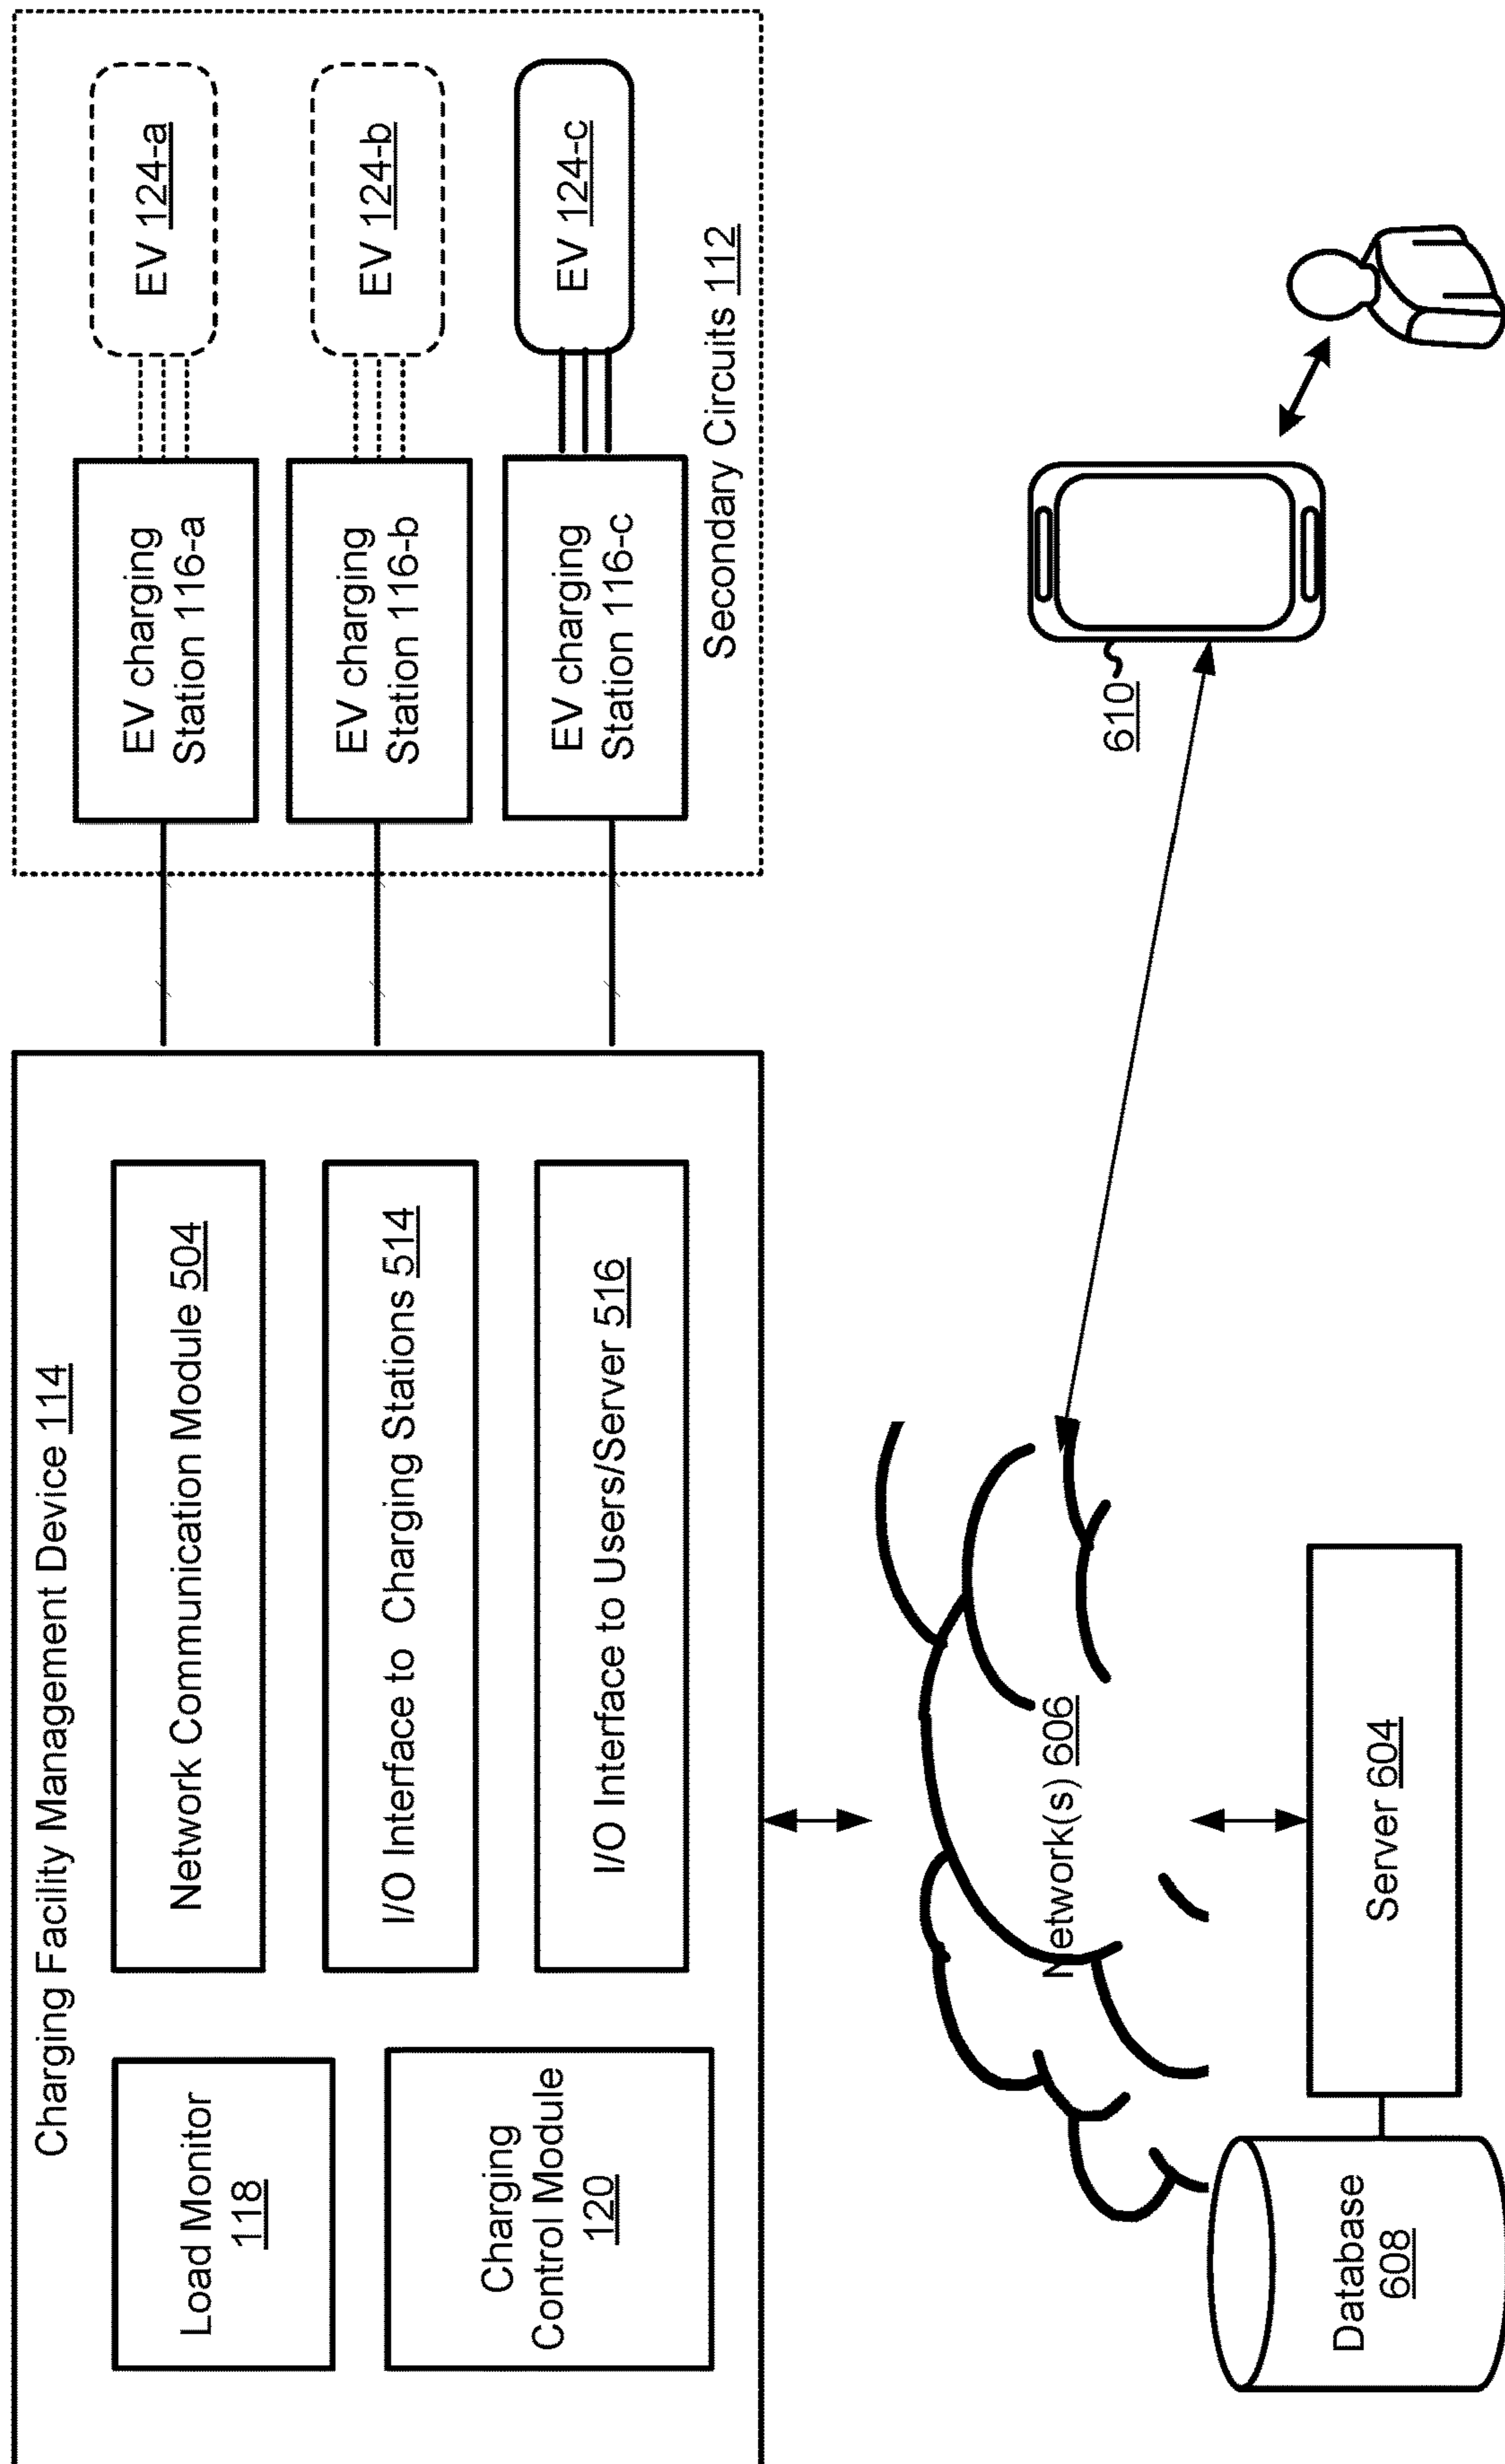 Charging Facility Management Device 114
Load Monitor
118
Charging
Control Module
120
Network Communication Module 504
I/O Interface to Charging Stations 514
I/O Interface to Users/Server 516
EV charging
Station 116-a
EV 124-a
EV charging
Station 116-b
EV 124-b
EV charging
Station 116-c
EV 124-c
Secondary Circuits 112
Network(s) 606
610
Database
608
Server 604